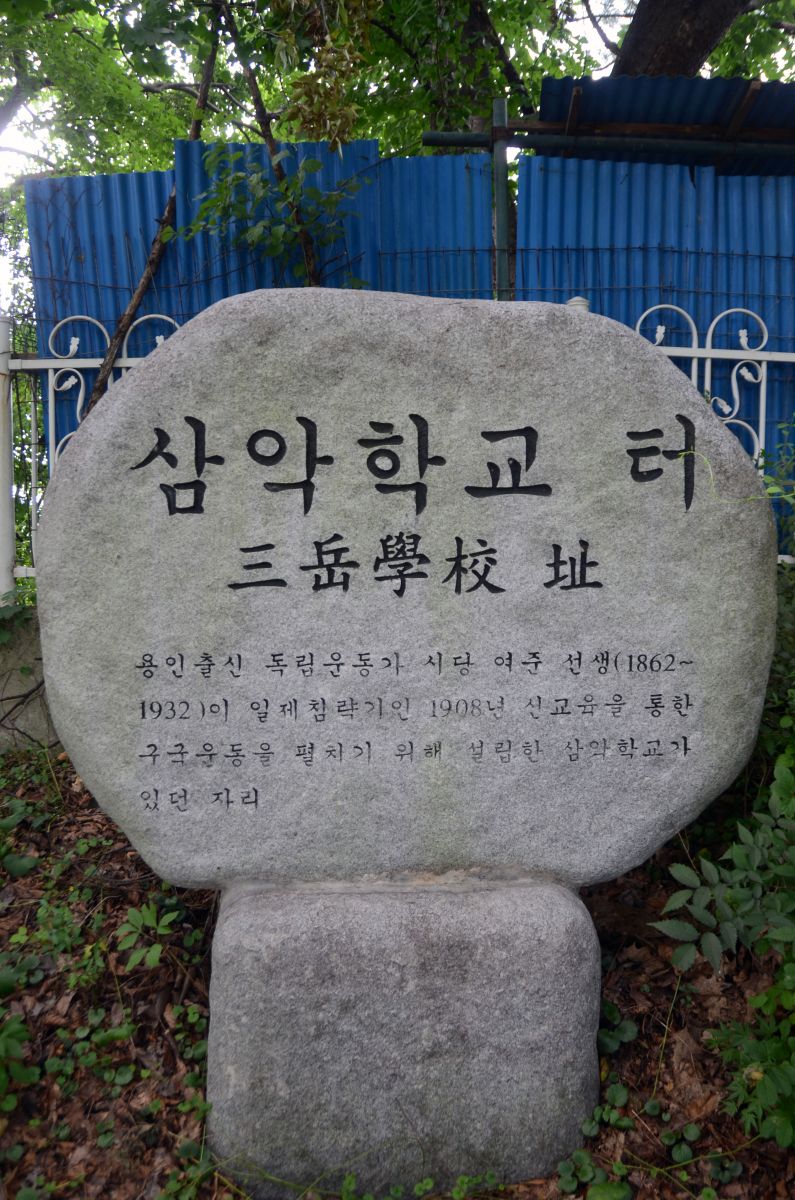 삼악학교 터
三岳學校 址
용인출신 독립운동가 시당 여준 선생(1862~
1932)이 일제침략기인 1908년 신교육을 통한
구국운동을 펼치기 위해 설립한 삼악학교가
있던 자리